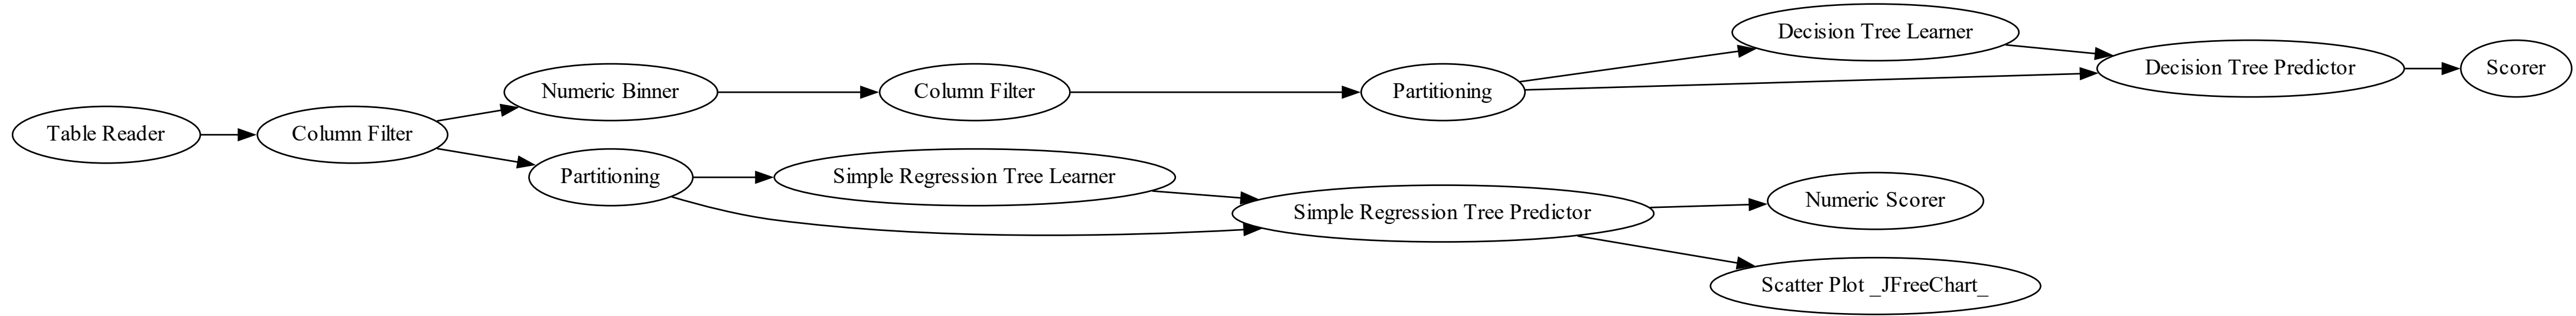 Table Reader
Column Filter
Numeric Binner
Column Filter
Partitioning
Decision Tree Learner
Decision Tree Predictor
Scorer
Partitioning
Simple Regression Tree Learner
Simple Regression Tree Predictor
Numeric Scorer
Scatter Plot _JFreeChart_